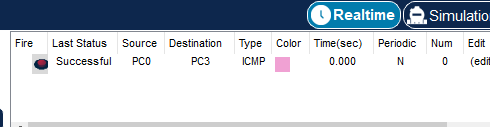 Realtime Simulatio
Fire Last Status Source Destination Type Color Time(sec) Periodic Num Edit
Successful PC0 PC3 ICMP 0.000 N 0 (edit